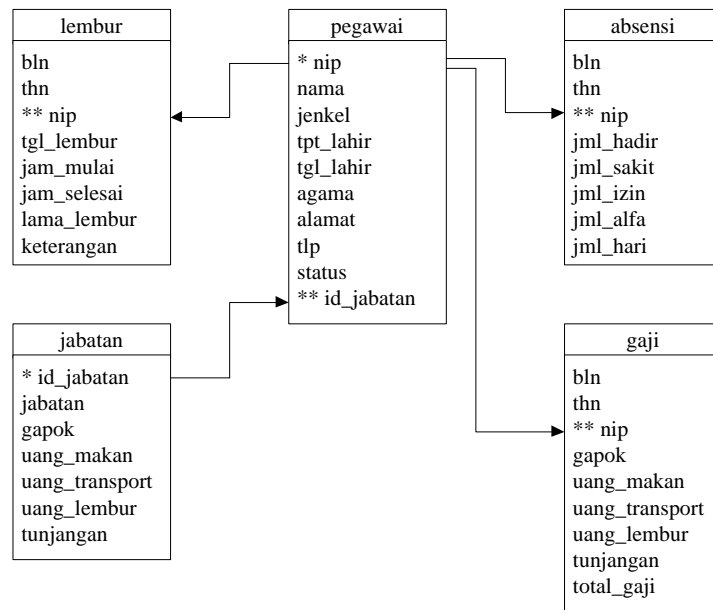 lembur
bln
thn
** nip
tgl_lembur
jam_mulai
jam_selesai
lama_lembur
keterangan
pegawai
* nip
nama
jenkel
tpt_lahir
tgl_lahir
agama
alamat
tlp
status
** id_jabatan
absensi
bln
thn
** nip
jml_hadir
jml_sakit
jml_izin
jml_alfa
jml_hari
jabatan
* id_jabatan
jabatan
gapok
uang_makan
uang_transport
uang_lembur
tunjangan
gaji
bln
thn
** nip
gapok
uang_makan
uang_transport
uang_lembur
tunjangan
total_gaji